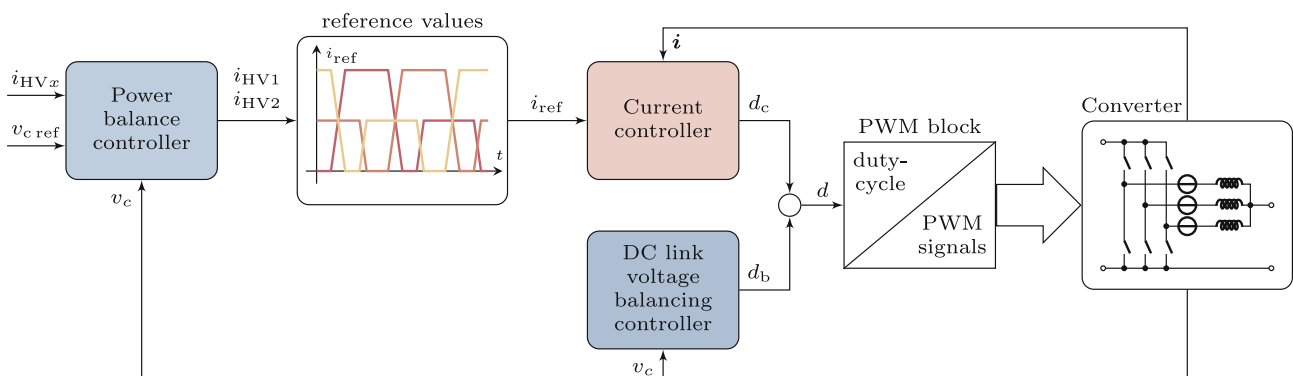 reference values
i_HVx
v_c ref
Power
balance
controller
v_c
i_HV1
i_HV2
i_ref
t
i_ref
i
Current
controller
d_c
DC link
voltage
balancing
controller
d_b
v_c
d
PWM block
duty-
cycle
PWM
signals
Converter